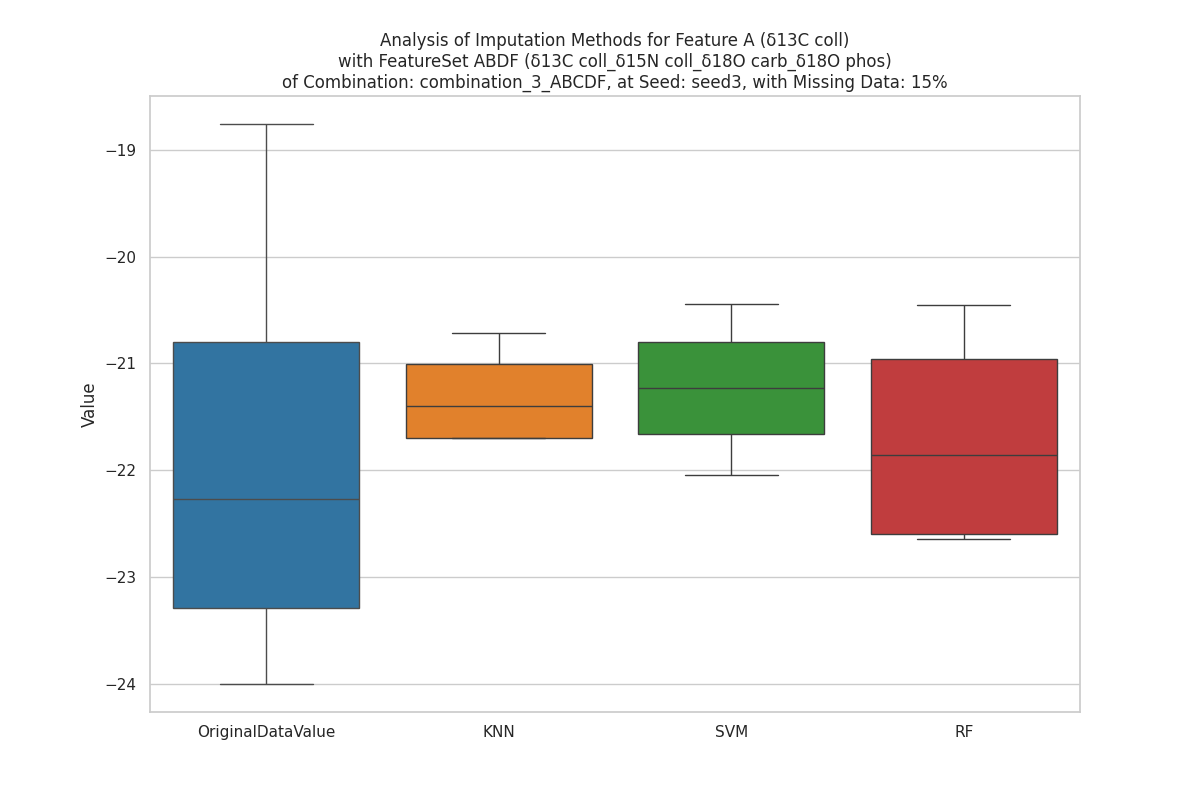 Analysis of Imputation Methods for Feature A (δ13C coll)
with FeatureSet ABDF (δ13C coll_δ15N coll_δ18O carb_δ18O phos)
of Combination: combination_3_ABCDF, at Seed: seed3, with Missing Data: 15%
−19
−20
−21
−22
−23
−24
Value
OriginalDataValue
KNN
SVM
RF